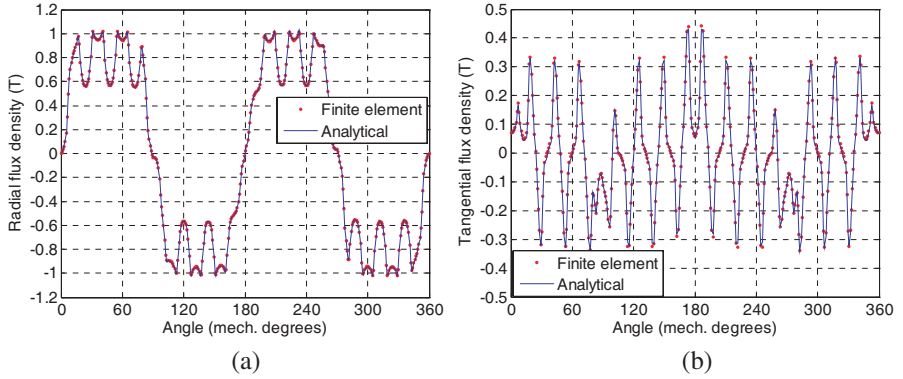 1.2
1
0.8
0.6
0.4
0.2
0
-0.2
-0.4
-0.6
-0.8
-1
-1.2
Radial flux density (T)
Finite element
Analytical
0 60 120 180 240 300 360
Angle (mech. degrees)
(a)
0.5
0.4
0.3
0.2
0.1
0
-0.1
-0.2
-0.3
-0.4
-0.5
Tangential flux density (T)
Finite element
Analytical
0 60 120 180 240 300 360
Angle (mech. degrees)
(b)